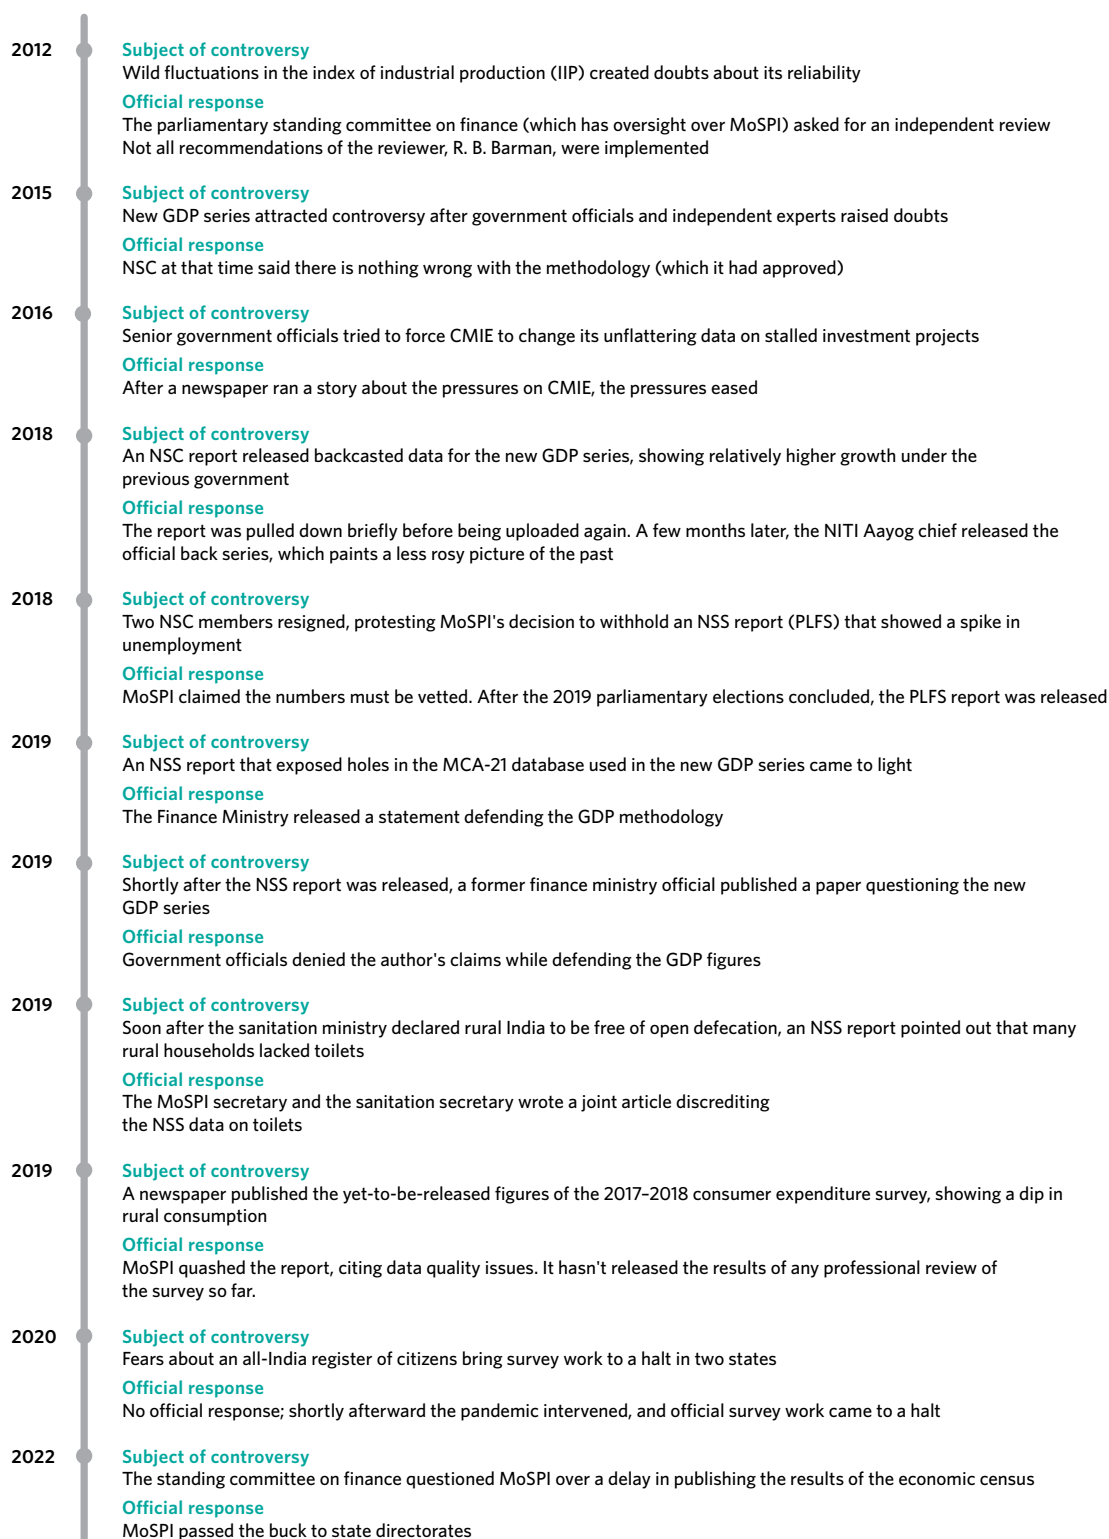 2012
Subject of controversy
Wild fluctuations in the index of industrial production (IIP) created doubts about its reliability
Official response
The parliamentary standing committee on finance (which has oversight over MoSPI) asked for an independent review
Not all recommendations of the reviewer, R. B. Barman, were implemented
2015
Subject of controversy
New GDP series attracted controversy after government officials and independent experts raised doubts
Official response
NSC at that time said there is nothing wrong with the methodology (which it had approved)
2016
Subject of controversy
Senior government officials tried to force CMIE to change its unflattering data on stalled investment projects
Official response
After a newspaper ran a story about the pressures on CMIE, the pressures eased
2018
Subject of controversy
An NSC report released backcasted data for the new GDP series, showing relatively higher growth under the
previous government
Official response
The report was pulled down briefly before being uploaded again. A few months later, the NITI Aayog chief released the
official back series, which paints a less rosy picture of the past
2018
Subject of controversy
Two NSC members resigned, protesting MoSPI's decision to withhold an NSS report (PLFS) that showed a spike in
unemployment
Official response
MoSPI claimed the numbers must be vetted. After the 2019 parliamentary elections concluded, the PLFS report was released
2019
Subject of controversy
An NSS report that exposed holes in the MCA-21 database used in the new GDP series came to light
Official response
The Finance Ministry released a statement defending the GDP methodology
2019
Subject of controversy
Shortly after the NSS report was released, a former finance ministry official published a paper questioning the new
GDP series
Official response
Government officials denied the author's claims while defending the GDP figures
2019
Subject of controversy
Soon after the sanitation ministry declared rural India to be free of open defecation, an NSS report pointed out that many
rural households lacked toilets
Official response
The MoSPI secretary and the sanitation secretary wrote a joint article discrediting
the NSS data on toilets
2019
Subject of controversy
A newspaper published the yet-to-be-released figures of the 2017–2018 consumer expenditure survey, showing a dip in
rural consumption
Official response
MoSPI quashed the report, citing data quality issues. It hasn't released the results of any professional review of
the survey so far.
2020
Subject of controversy
Fears about an all-India register of citizens bring survey work to a halt in two states
Official response
No official response; shortly afterward the pandemic intervened, and official survey work came to a halt
2022
Subject of controversy
The standing committee on finance questioned MoSPI over a delay in publishing the results of the economic census
Official response
MoSPI passed the buck to state directorates